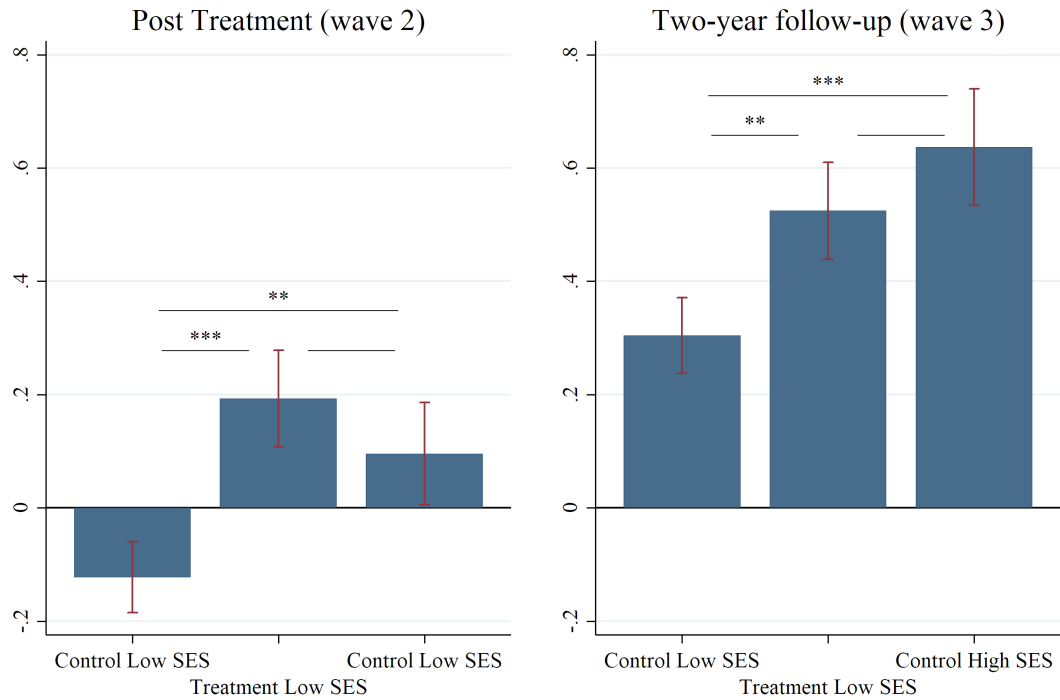 Post Treatment (wave 2)
.8
.6
.4
.2
0
-.2
**
***
Control Low SES
Treatment Low SES
Control Low SES
Two-year follow-up (wave 3)
.8
.6
.4
.2
0
-.2
***
**
Control Low SES
Treatment Low SES
Control High SES